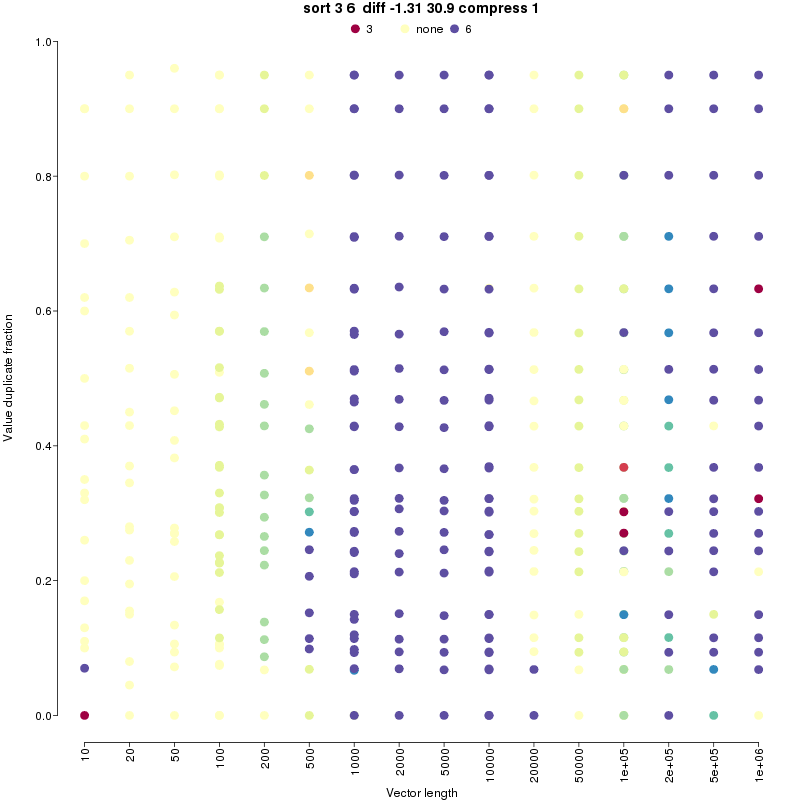 sort 3 6 diff -1.31 30.9 compress 1
3 none 6
1.0
0.8
0.6
0.4
0.2
0.0
Value duplicate fraction
10 20 50 100 200 500 1000 2000 5000 10000 20000 50000 1e+05 2e+05 5e+05 1e+06
Vector length